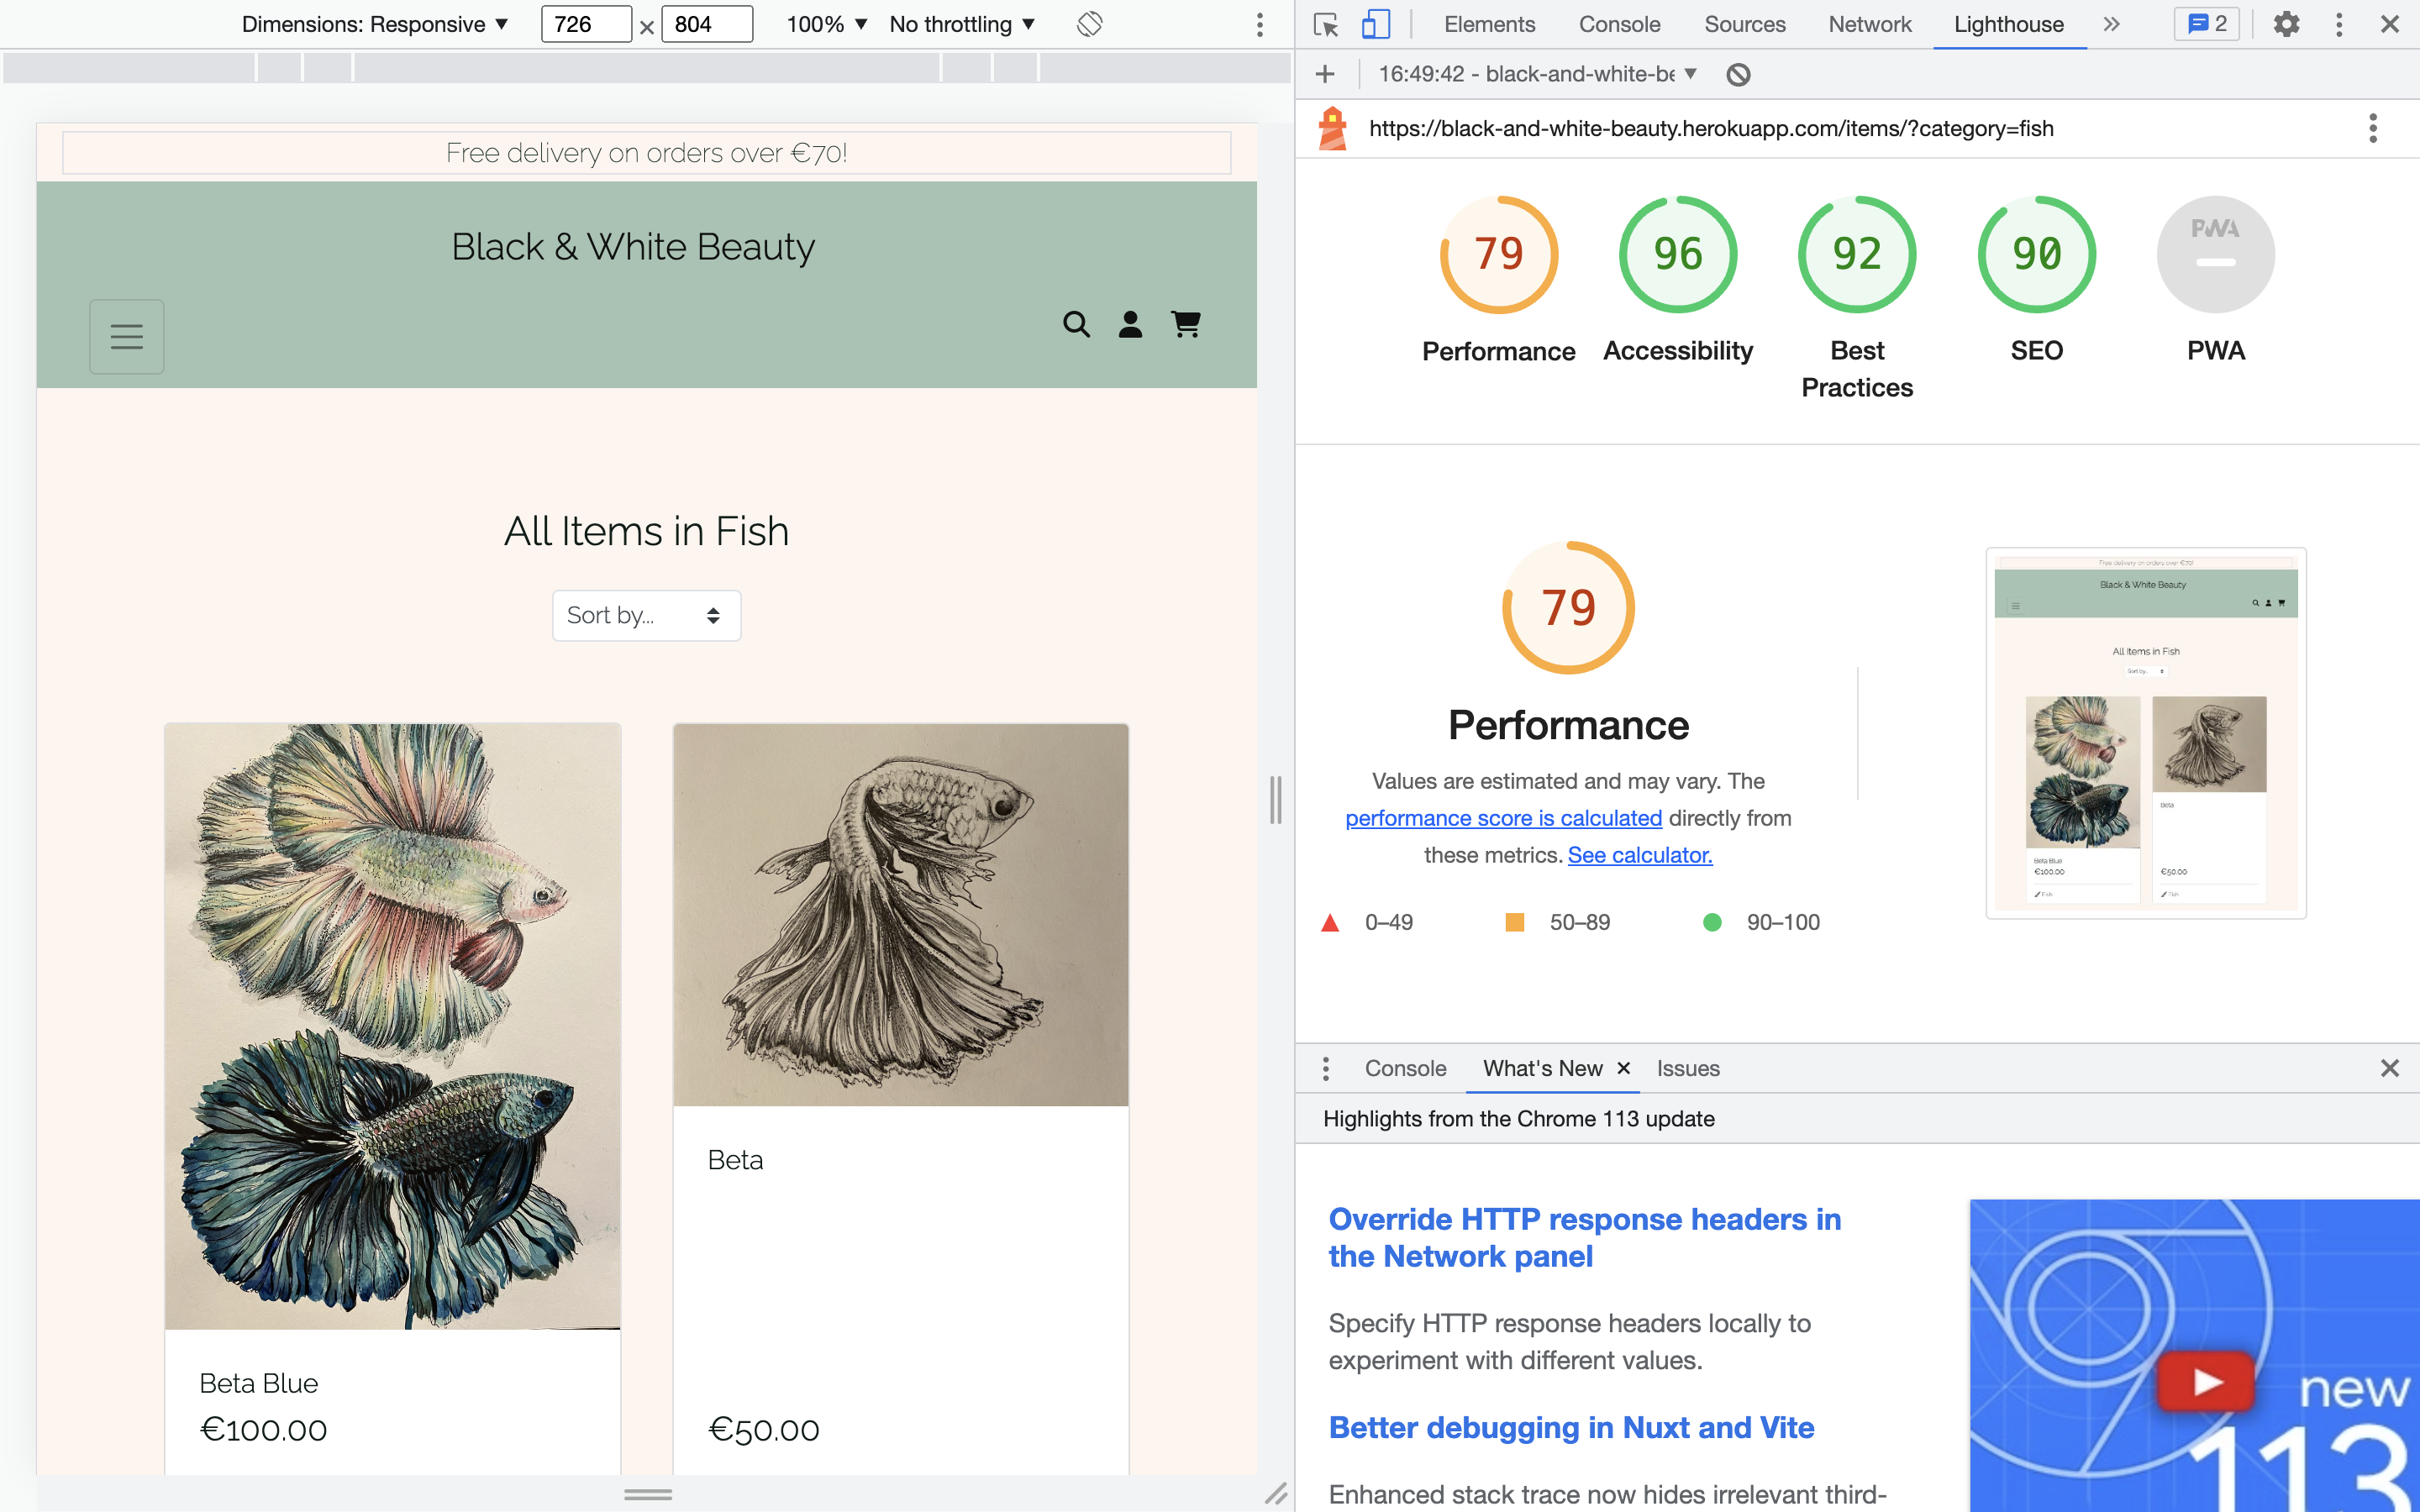 Dimensions: Responsive ▼ 726 × 804 100% ▼ No throttling ▼
Elements Console Sources Network Lighthouse » 2
16:49:42 - black-and-white-be ▼
https://black-and-white-beauty.herokuapp.com/items/?category=fish
Free delivery on orders over €70!
Black & White Beauty
All Items in Fish
Sort by...
Beta Blue
€100.00
Beta
€50.00
79 96 92 90 PWA
Performance Accessibility Best Practices SEO PWA
79
Performance
Values are estimated and may vary. The
performance score is calculated directly from
these metrics. See calculator.
0–49 50–89 90–100
Free delivery on orders over €70!
Black & White Beauty
All Items in Fish
Sort by..
Beta Blue
€100.00
Fish
Beta
€50.00
Fish
Console What's New × Issues
Highlights from the Chrome 113 update
Override HTTP response headers in
the Network panel
Specify HTTP response headers locally to
experiment with different values.
Better debugging in Nuxt and Vite
Enhanced stack trace now hides irrelevant third-
new
113